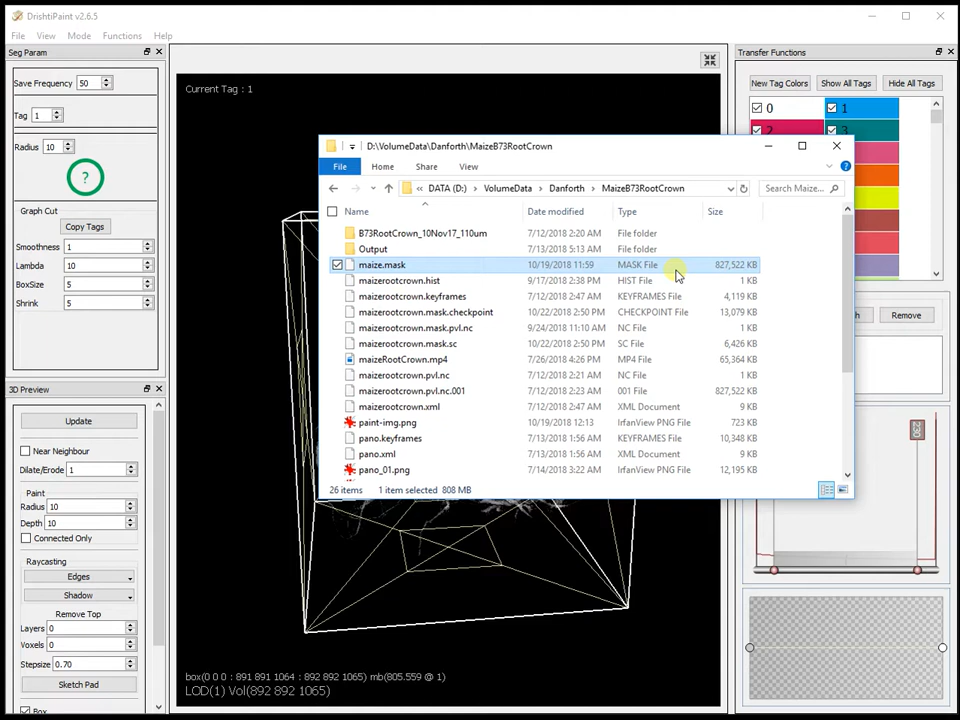 DrishtiPaint v2.6.5
File View Mode Functions Help
Seg Param
Save Frequency 50
Tag 1
Radius 10
?
Graph Cut
Copy Tags
Smoothness 1
Lambda 10
BoxSize 5
Shrink 5
3D Preview
Update
Near Neighbour
Dilate/Erode 1
Paint
Radius 10
Depth 10
Connected Only
Raycasting
Edges
Shadow
Remove Top
Layers 0
Voxels 0
Stepsize 0.70
Sketch Pad
Box
Current Tag : 1
D:\VolumeData\Danforth\MaizeB73RootCrown
File Home Share View
« DATA (D:) > VolumeData > Danforth > MaizeB73RootCrown
Search Maize...
Name Date modified Type Size
B73RootCrown_10Nov17_110um 7/12/2018 2:20 AM File folder
Output 7/13/2018 5:13 AM File folder
maize.mask 10/19/2018 11:59 MASK File 827,522 KB
maizerootcrown.hist 9/17/2018 2:38 PM HIST File 1 KB
maizerootcrown.keyframes 7/12/2018 2:47 AM KEYFRAMES File 4,119 KB
maizerootcrown.mask.checkpoint 10/22/2018 2:50 PM CHECKPOINT File 13,079 KB
maizerootcrown.mask.pvl.nc 9/24/2018 11:10 AM NC File 1 KB
maizerootcrown.mask.sc 10/22/2018 2:50 PM SC File 6,426 KB
maizeRootCrown.mp4 7/26/2018 4:26 PM MP4 File 65,364 KB
maizerootcrown.pvl.nc 7/12/2018 2:21 AM NC File 1 KB
maizerootcrown.pvl.nc.001 7/12/2018 2:23 AM 001 File 827,522 KB
maizerootcrown.xml 7/12/2018 2:47 AM XML Document 9 KB
paint-img.png 10/19/2018 12:13 IrfanView PNG File 723 KB
pano.keyframes 7/13/2018 1:56 AM KEYFRAMES File 10,348 KB
pano.xml 7/13/2018 1:56 AM XML Document 9 KB
pano_01.png 7/14/2018 3:22 AM IrfanView PNG File 12,195 KB
26 items 1 item selected 808 MB
box(0 0 0 : 891 891 1064 : 892 892 1065) mb(805.559 @ 1)
LOD(1) Vol(892 892 1065)
Transfer Functions
New Tag Colors Show All Tags Hide All Tags
0 1
2 3
Remove
230